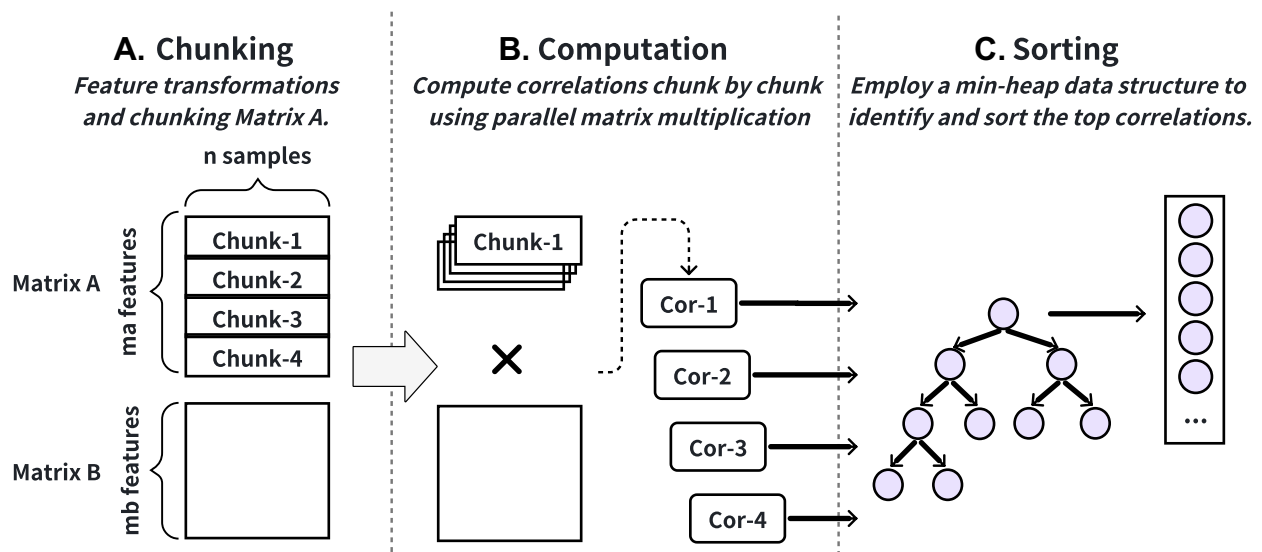 A. Chunking
Feature transformations
and chunking Matrix A.
n samples
ma features
Matrix A
Chunk-1
Chunk-2
Chunk-3
Chunk-4
mb features
Matrix B
B. Computation
Compute correlations chunk by chunk
using parallel matrix multiplication
Chunk-1
Cor-1
Cor-2
Cor-3
Cor-4
C. Sorting
Employ a min-heap data structure to
identify and sort the top correlations.
...